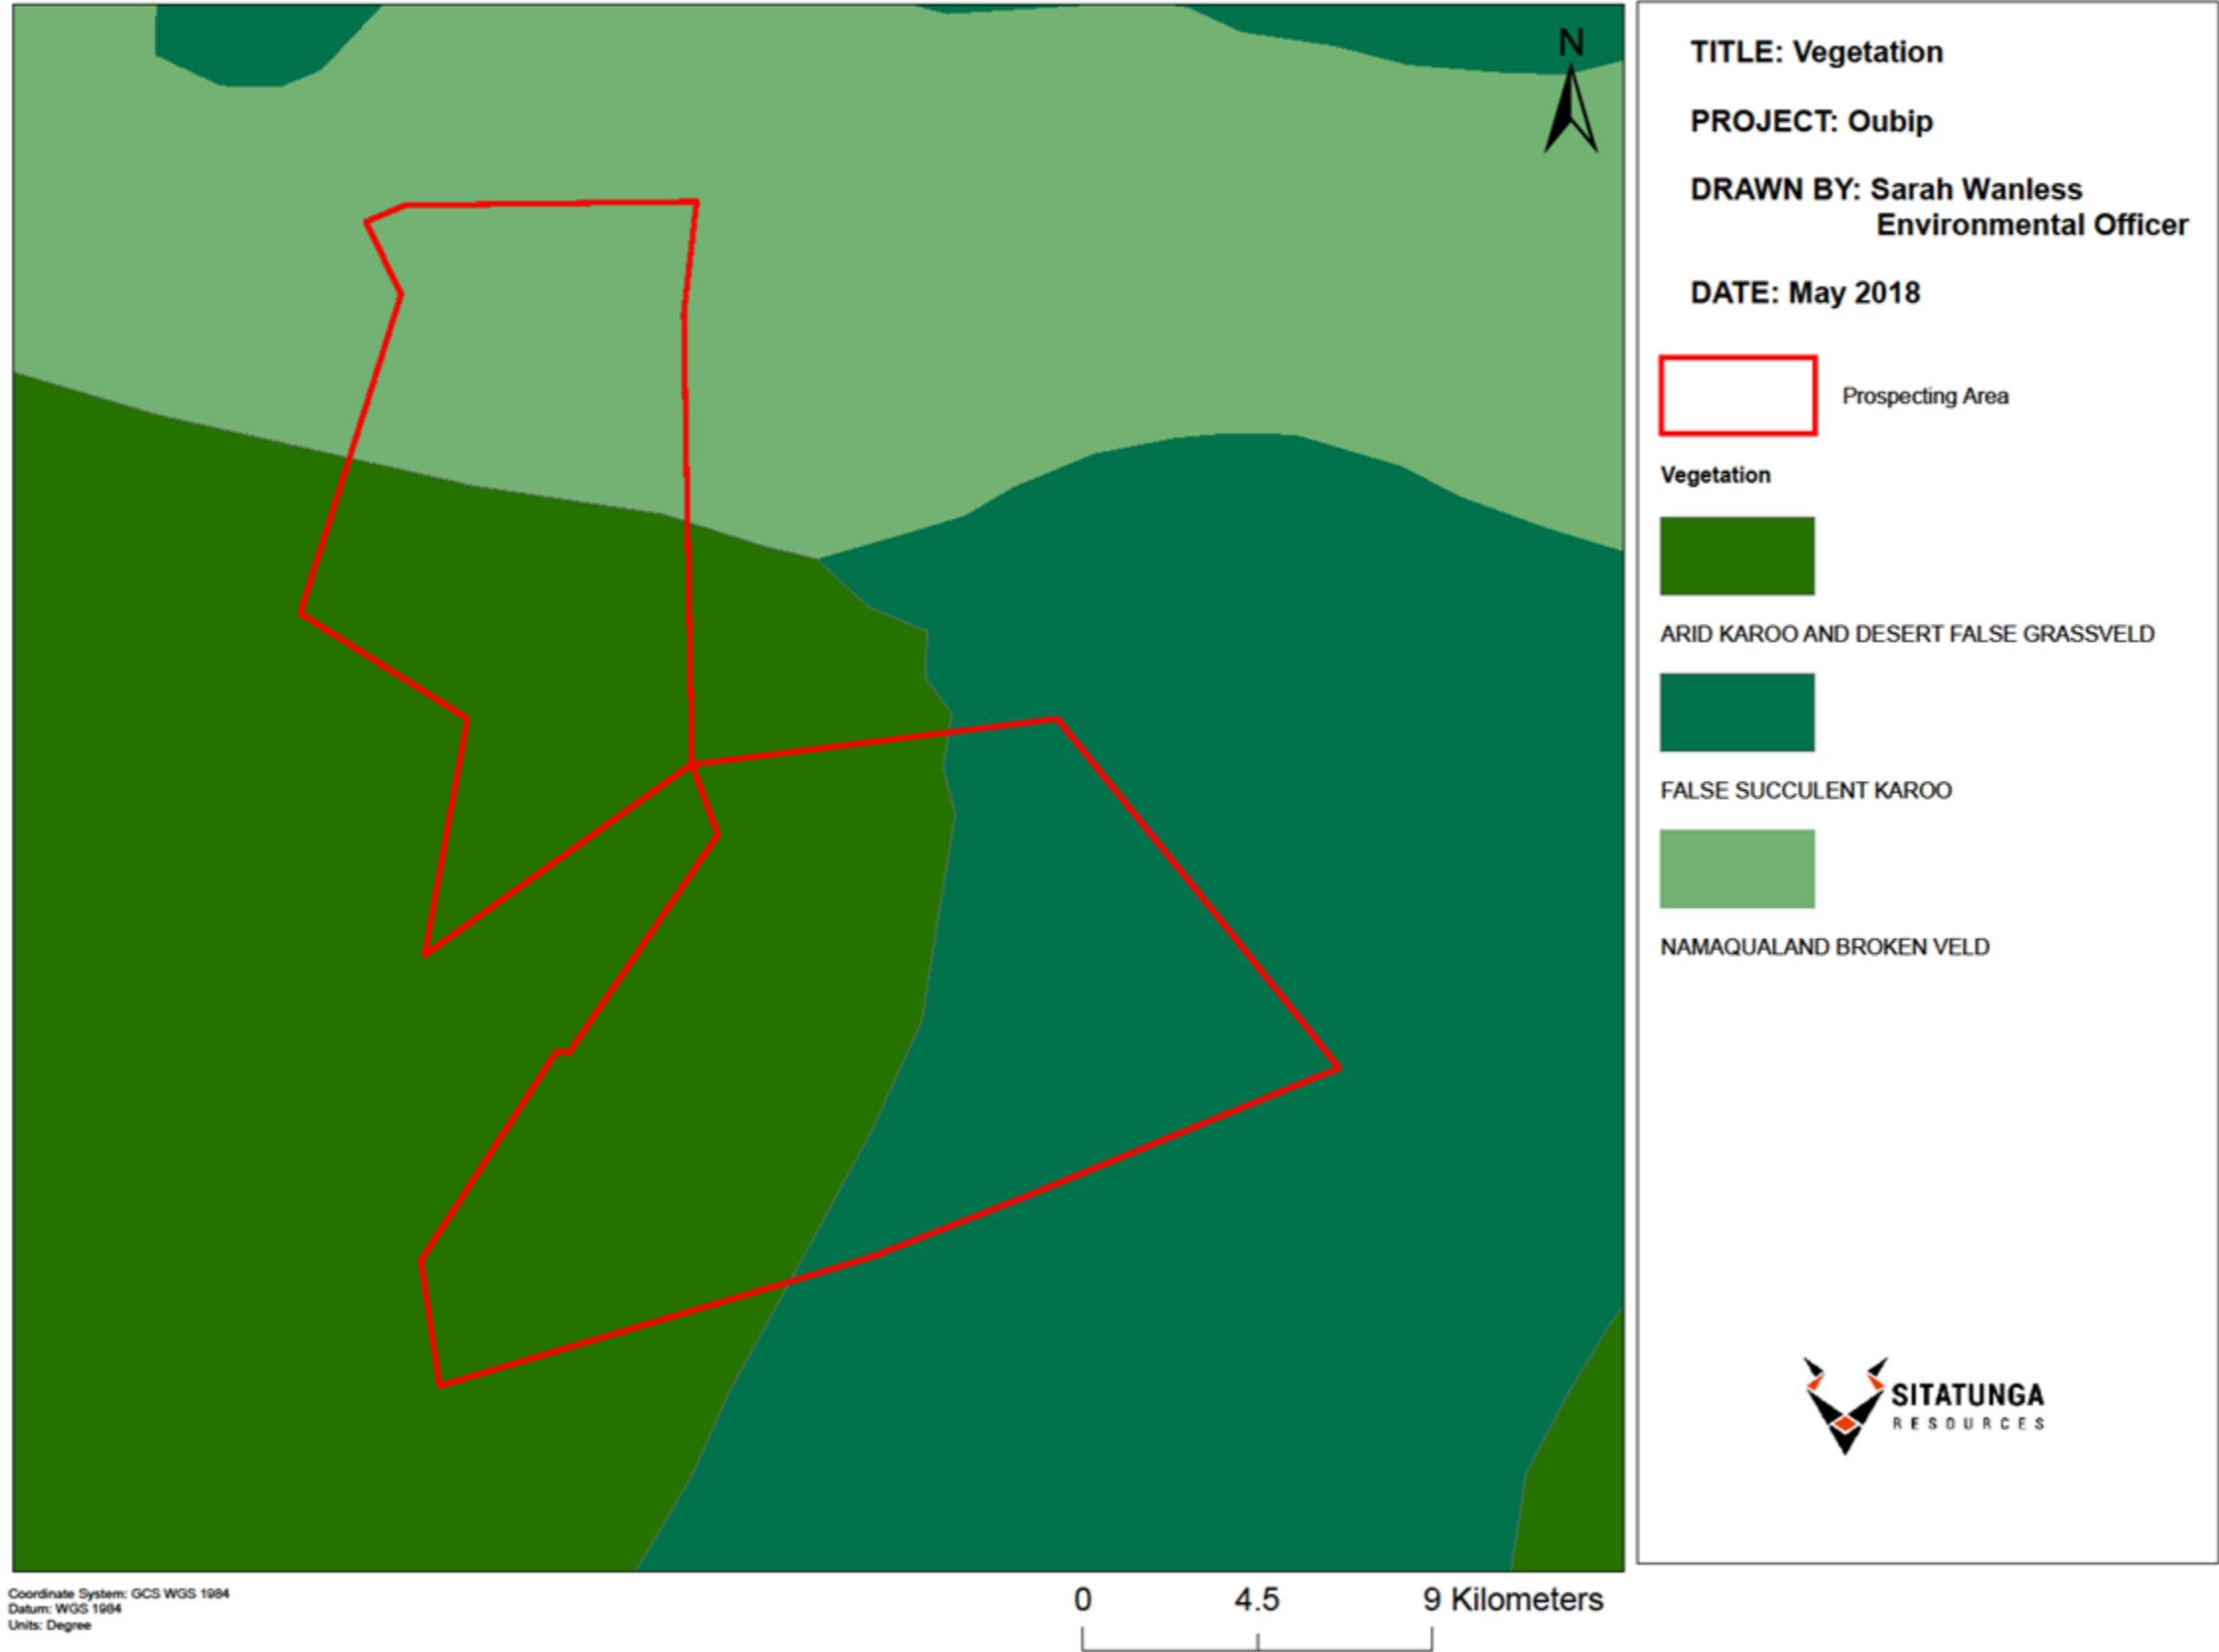 N
TITLE: Vegetation
PROJECT: Oubip
DRAWN BY: Sarah Wanless
Environmental Officer
DATE: May 2018
Prospecting Area
Vegetation
ARID KAROO AND DESERT FALSE GRASSVELD
FALSE SUCCULENT KAROO
NAMAQUALAND BROKEN VELD
SITATUNGA
RESOURCES
Coordinate System: GCS WGS 1984
Datum: WGS 1984
Units: Degree
0 4.5 9 Kilometers